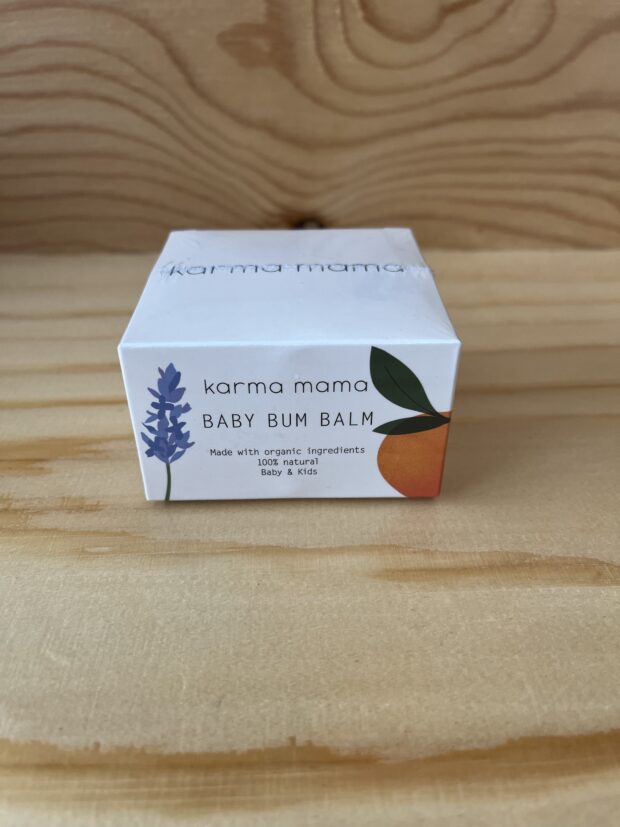 karma mama
karma mama
BABY BUM BALM
Made with organic ingredients
100% natural
Baby & Kids